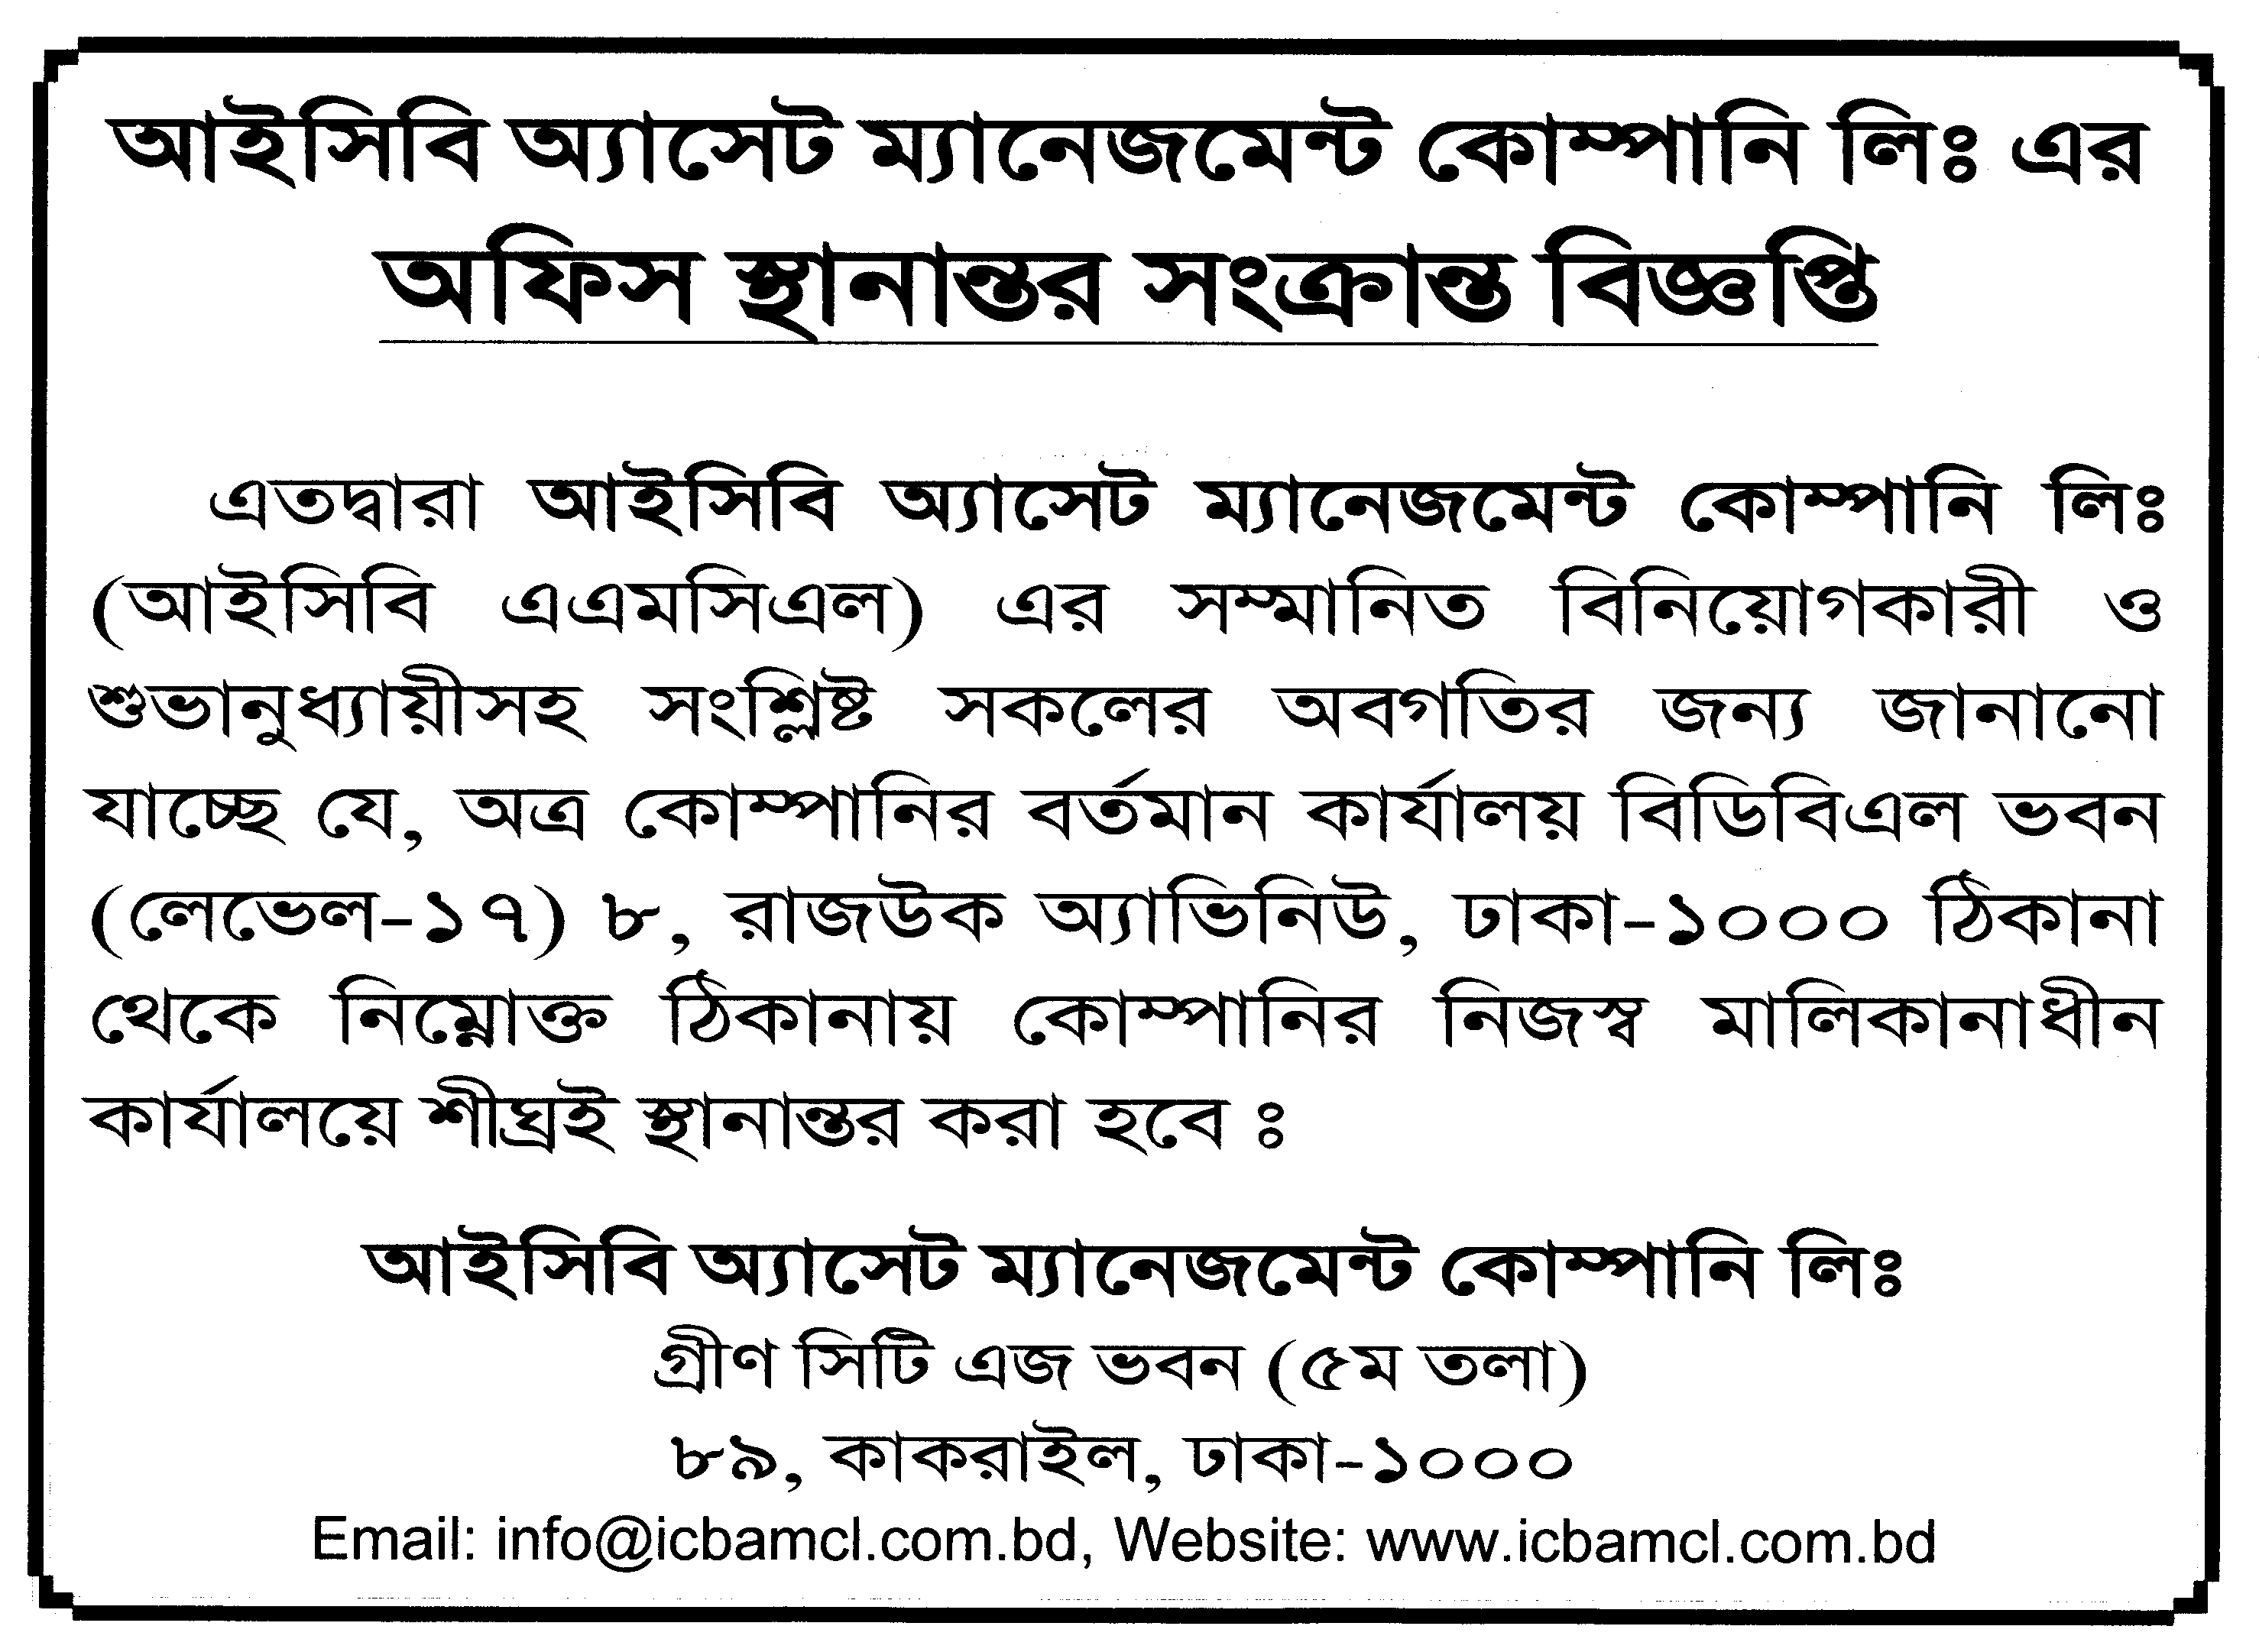 আইসিবি অ্যাসেট ম্যানেজমেন্ট কোম্পানি লিঃ এর
অফিস স্থানান্তর সংক্রান্ত বিজ্ঞপ্তি
এতদ্বারা আইসিবি অ্যাসেট ম্যানেজমেন্ট কোম্পানি লিঃ
(আইসিবি এএমসিএল) এর সম্মানিত বিনিয়োগকারী ও
শুভানুধ্যায়ীসহ সংশ্লিষ্ট সকলের অবগতির জন্য জানানো
যাচ্ছে যে, অত্র কোম্পানির বর্তমান কার্যালয় বিডিবিএল ভবন
(লেভেল-১৭) ৮, রাজউক অ্যাভিনিউ, ঢাকা-১০০০ ঠিকানা
থেকে নিম্নোক্ত ঠিকানায় কোম্পানির নিজস্ব মালিকানাধীন
কার্যালয়ে শীঘ্রই স্থানান্তর করা হবে ঃ
আইসিবি অ্যাসেট ম্যানেজমেন্ট কোম্পানি লিঃ
গ্রীণ সিটি এজ ভবন (৫ম তলা)
৮৯, কাকরাইল, ঢাকা-১০০০
Email: info@icbamcl.com.bd, Website: www.icbamcl.com.bd